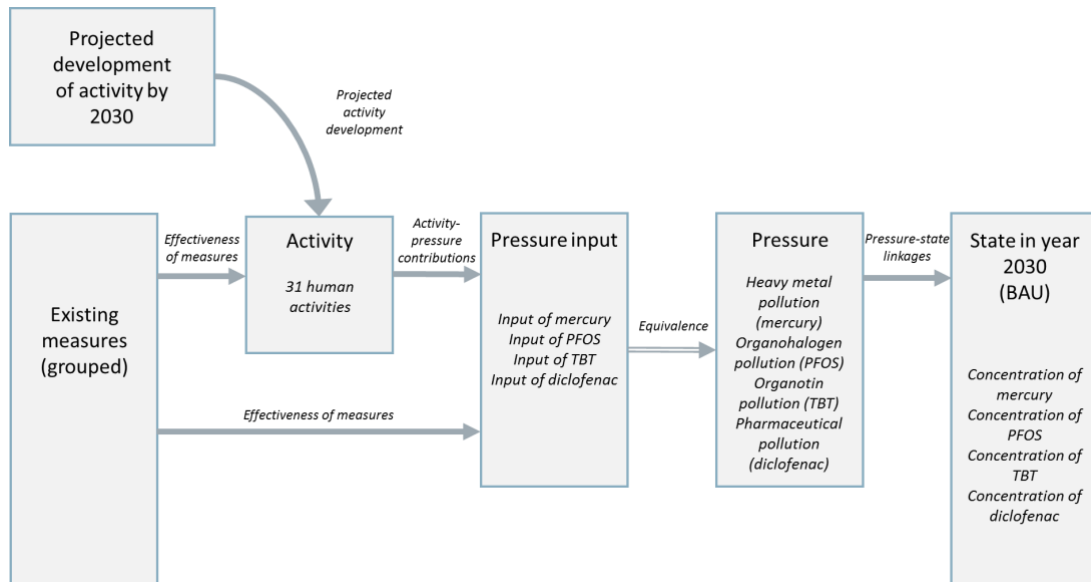 Projected
development
of activity by
2030
Projected
activity
development
Existing
measures
(grouped)
Effectiveness
of measures
Activity
31 human
activities
Activity-
pressure
contributions
Effectiveness of measures
Pressure input
Input of mercury
Input of PFOS
Input of TBT
Input of diclofenac
Equivalence
Pressure
Heavy metal
pollution
(mercury)
Organohalogen
pollution (PFOS)
Organotin
pollution (TBT)
Pharmaceutical
pollution
(diclofenac)
Pressure-state
linkages
State in year
2030
(BAU)
Concentration of
mercury
Concentration of
PFOS
Concentration of
TBT
Concentration of
diclofenac